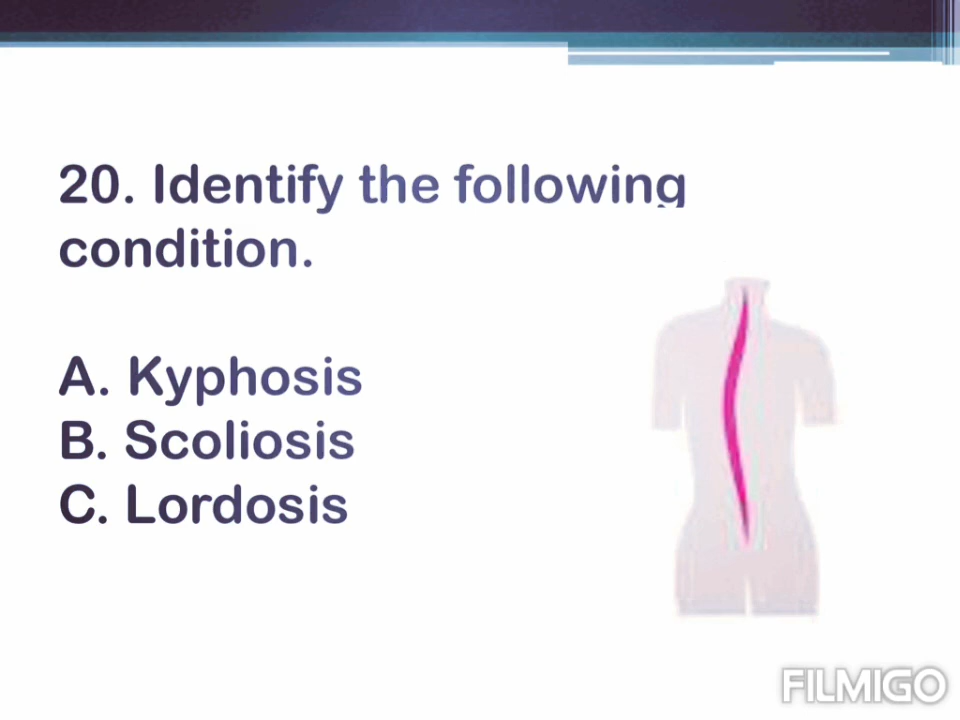 20. Identify the following
condition.
A. Kyphosis
B. Scoliosis
C. Lordosis
FILMIGO